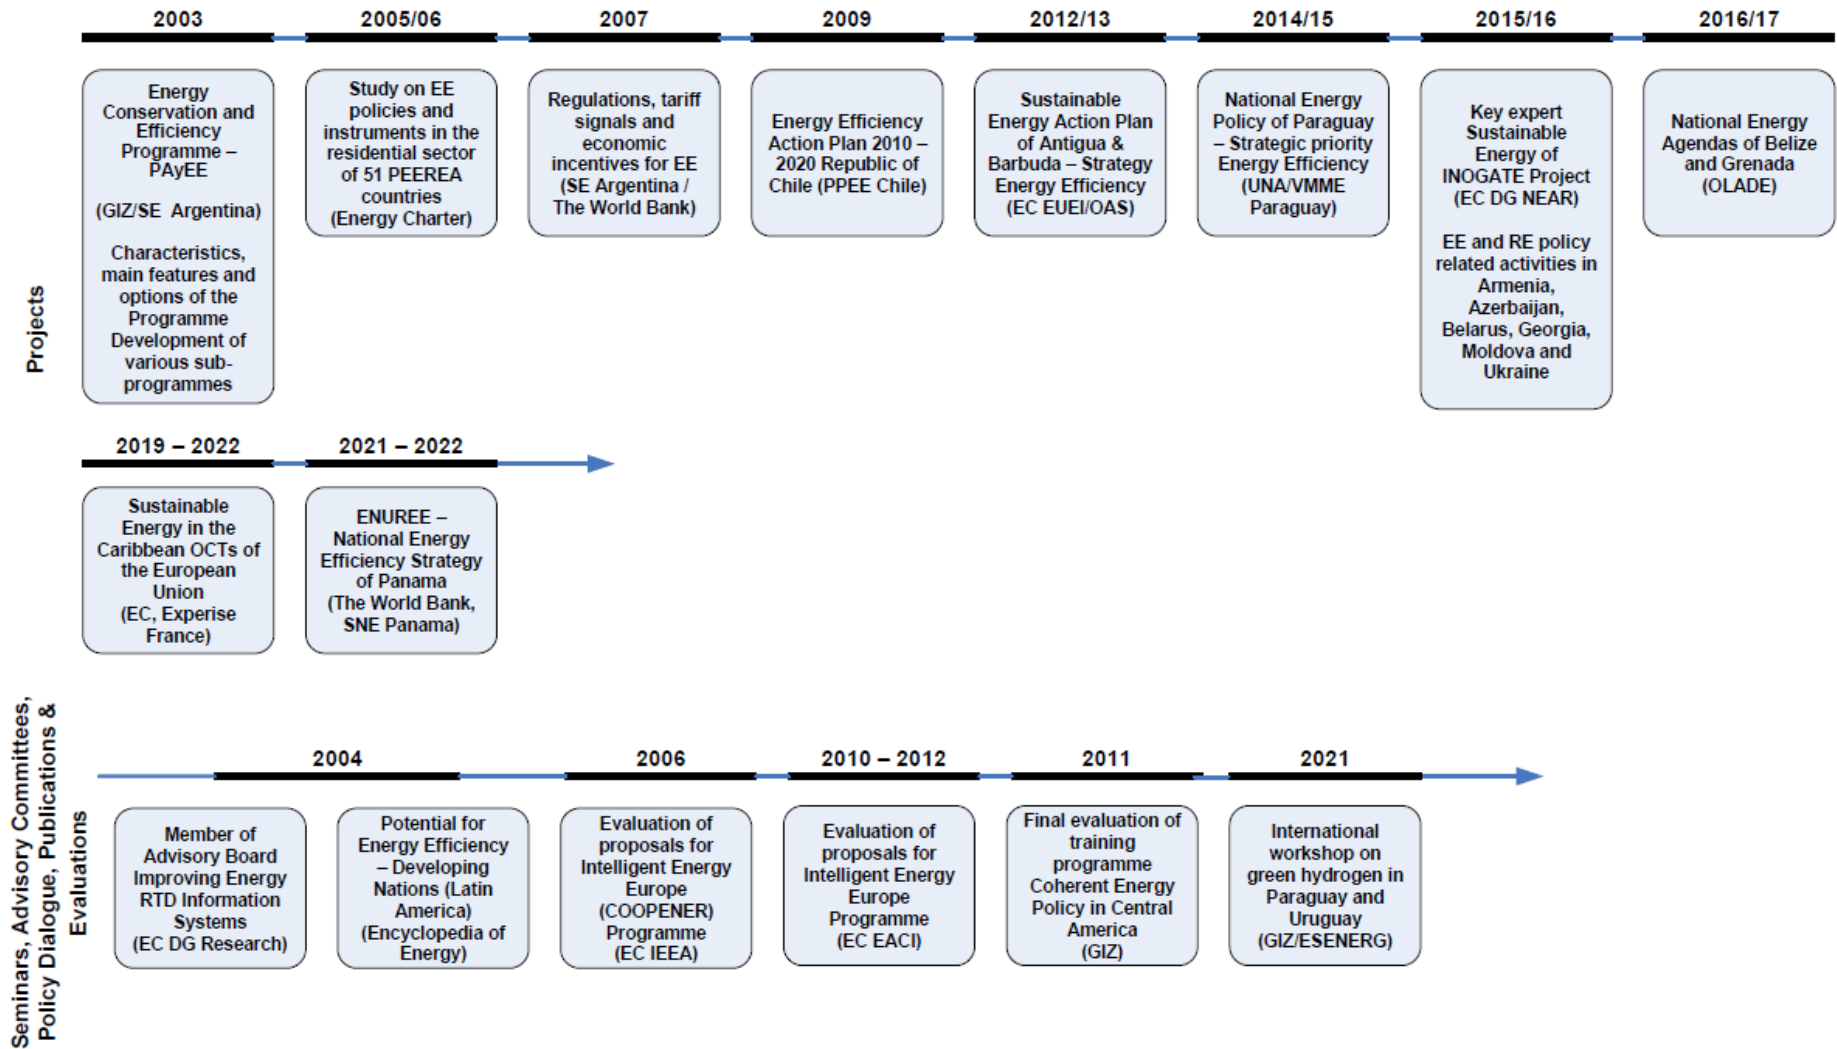 2003
2005/06
2007
2009
2012/13
2014/15
2015/16
2016/17
Projects
Energy
Conservation and
Efficiency
Programme –
PAyEE
(GIZ/SE Argentina)
Characteristics,
main features and
options of the
Programme
Development of
various sub-
programmes
Study on EE
policies and
instruments in the
residential sector
of 51 PEEREA
countries
(Energy Charter)
Regulations, tariff
signals and
economic
incentives for EE
(SE Argentina /
The World Bank)
Energy Efficiency
Action Plan 2010 –
2020 Republic of
Chile (PPEE Chile)
Sustainable
Energy Action Plan
of Antigua &
Barbuda – Strategy
Energy Efficiency
(EC EUEI/OAS)
National Energy
Policy of Paraguay
– Strategic priority
Energy Efficiency
(UNA/VMME
Paraguay)
Key expert
Sustainable
Energy of
INOGATE Project
(EC DG NEAR)
EE and RE policy
related activities in
Armenia,
Azerbaijan,
Belarus, Georgia,
Moldova and
Ukraine
National Energy
Agendas of Belize
and Grenada
(OLADE)
2019 – 2022
2021 – 2022
Sustainable
Energy in the
Caribbean OCTs of
the European
Union
(EC, Experise
France)
ENUREE –
National Energy
Efficiency Strategy
of Panama
(The World Bank,
SNE Panama)
Seminars, Advisory Committees,
Policy Dialogue, Publications &
Evaluations
2004
2006
2010 – 2012
2011
2021
Member of
Advisory Board
Improving Energy
RTD Information
Systems
(EC DG Research)
Potential for
Energy Efficiency
– Developing
Nations (Latin
America)
(Encyclopedia of
Energy)
Evaluation of
proposals for
Intelligent Energy
Europe
(COOPENER)
Programme
(EC IEEA)
Evaluation of
proposals for
Intelligent Energy
Europe
Programme
(EC EACI)
Final evaluation of
training
programme
Coherent Energy
Policy in Central
America
(GIZ)
International
workshop on
green hydrogen in
Paraguay and
Uruguay
(GIZ/ESENERG)